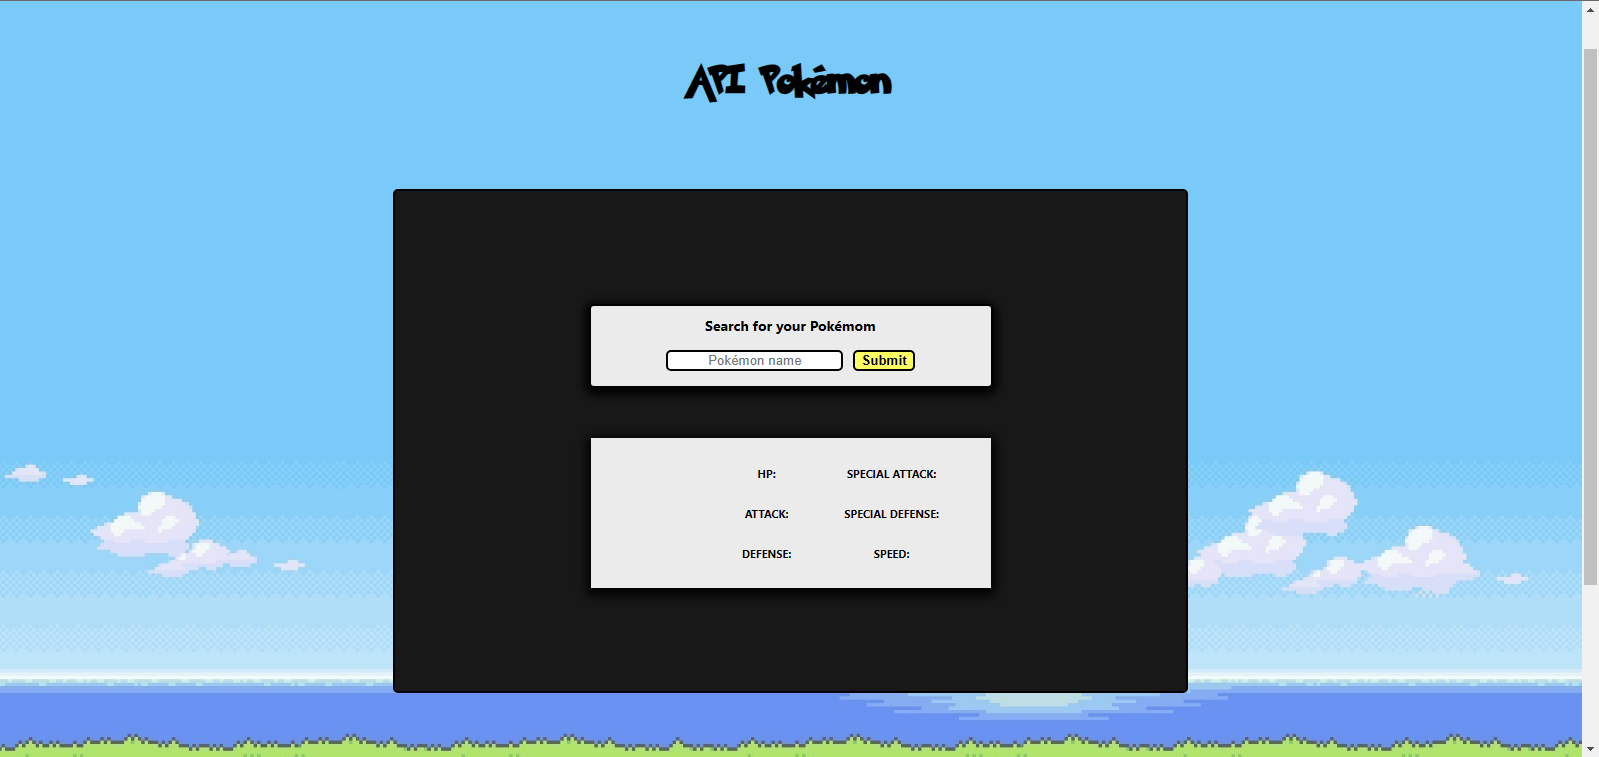 API Pokémon
Search for your Pokémom
Pokémon name Submit
HP: SPECIAL ATTACK:
ATTACK: SPECIAL DEFENSE:
DEFENSE: SPEED: